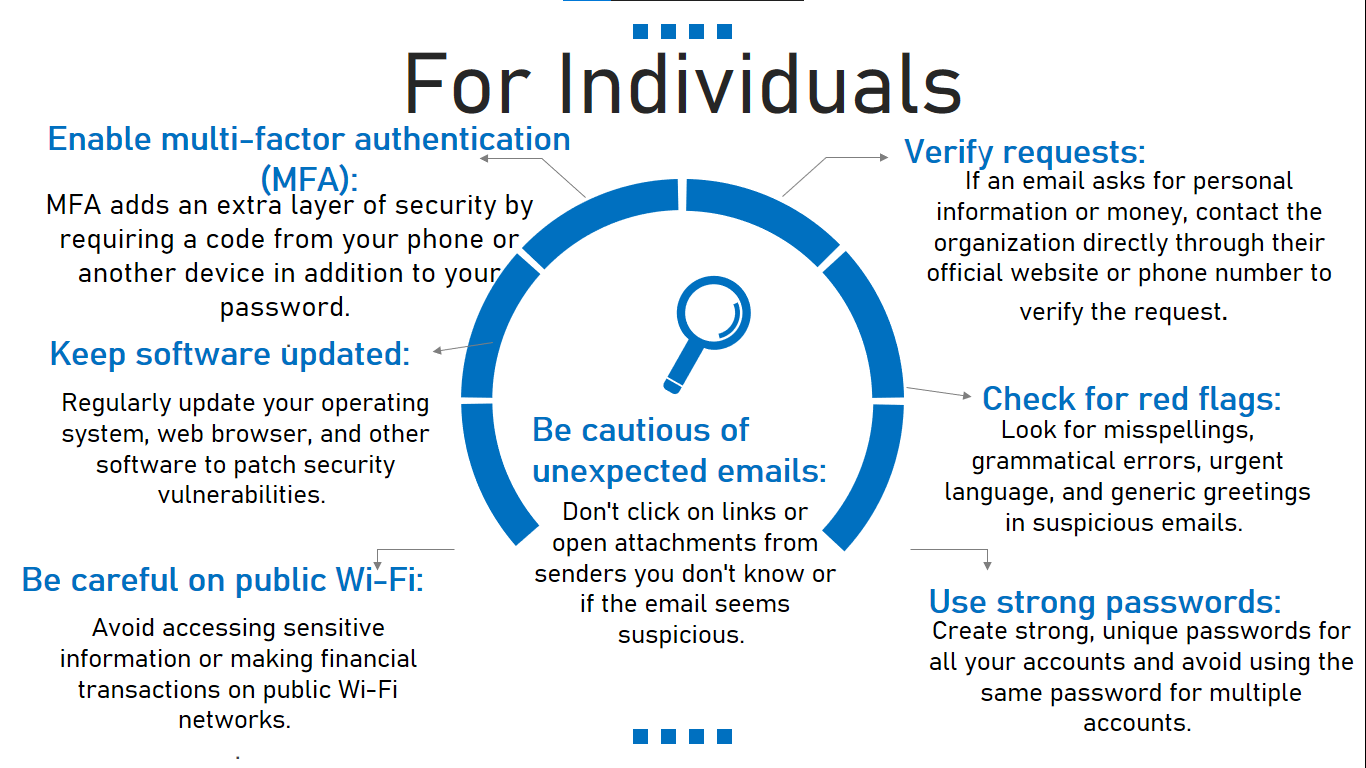 For Individuals
Enable multi-factor authentication
(MFA):
MFA adds an extra layer of security by
requiring a code from your phone or
another device in addition to your
password.
Keep software updated:
Regularly update your operating
system, web browser, and other
software to patch security
vulnerabilities.
Be careful on public Wi-Fi:
Avoid accessing sensitive
information or making financial
transactions on public Wi-Fi
networks.
.
Be cautious of
unexpected emails:
Don't click on links or
open attachments from
senders you don't know or
if the email seems
suspicious.
Verify requests:
If an email asks for personal
information or money, contact the
organization directly through their
official website or phone number to
verify the request.
Check for red flags:
Look for misspellings,
grammatical errors, urgent
language, and generic greetings
in suspicious emails.
Use strong passwords:
Create strong, unique passwords for
all your accounts and avoid using the
same password for multiple
accounts.